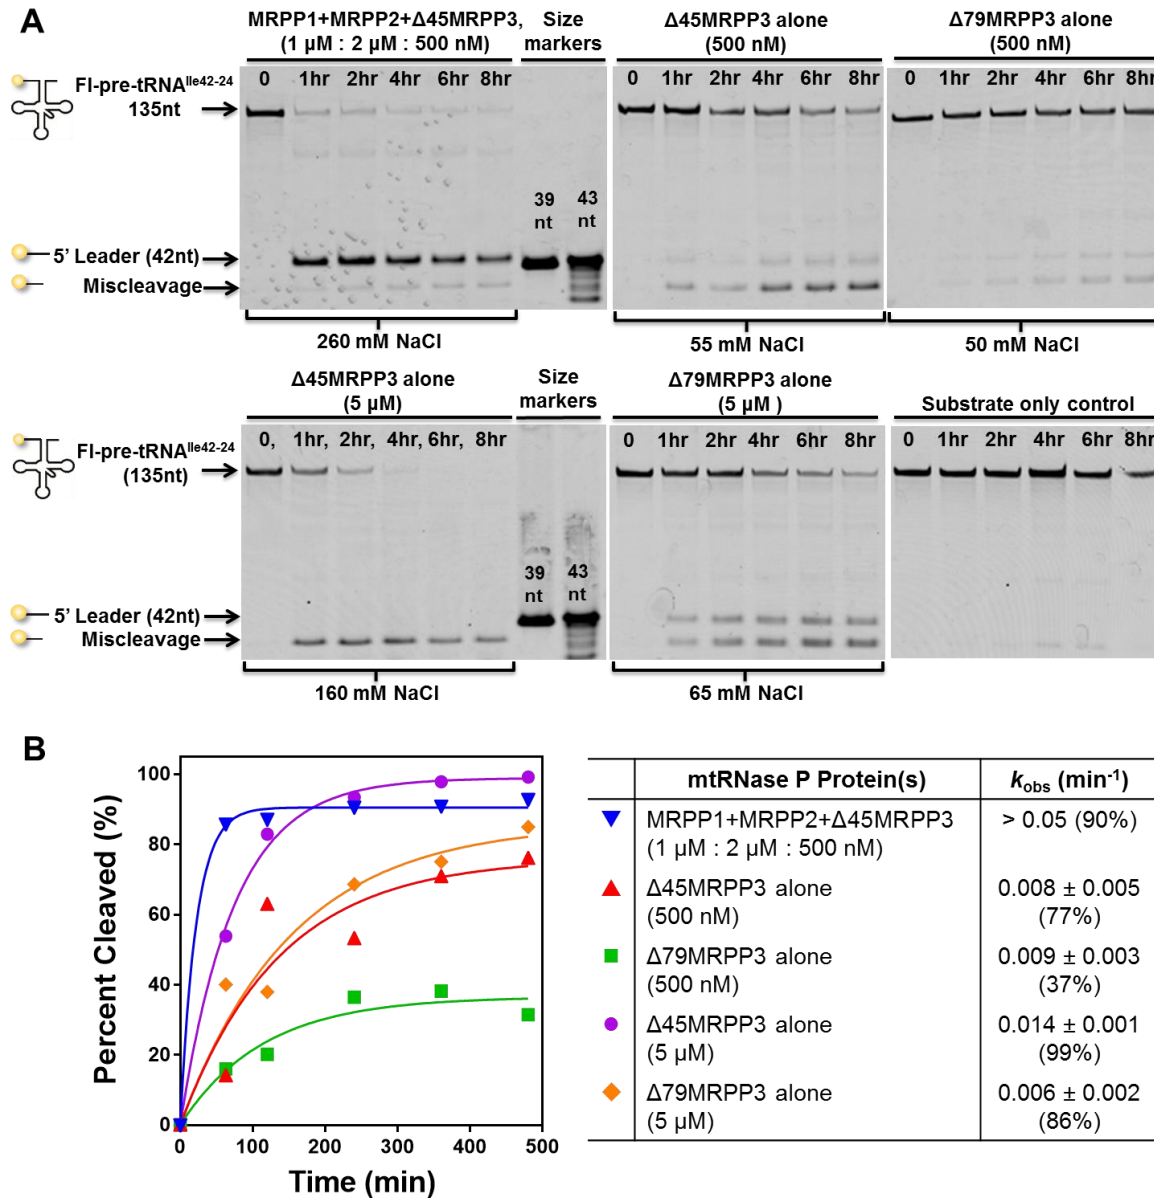 A
MRPP1+MRPP2+Δ45MRPP3,
(1 µM : 2 µM : 500 nM)
Size
markers
Δ45MRPP3 alone
(500 nM)
Δ79MRPP3 alone
(500 nM)
0 1hr 2hr 4hr 6hr 8hr
0 1hr 2hr 4hr 6hr 8hr
0 1hr 2hr 4hr 6hr 8hr
Fl-pre-tRNA^Ile42-24
135nt
39
nt
43
nt
5' Leader (42nt)
Miscleavage
260 mM NaCl
55 mM NaCl
50 mM NaCl
Δ45MRPP3 alone
(5 µM)
Size
markers
Δ79MRPP3 alone
(5 µM )
Substrate only control
0, 1hr, 2hr, 4hr, 6hr, 8hr
0 1hr 2hr 4hr 6hr 8hr
0 1hr 2hr 4hr 6hr 8hr
Fl-pre-tRNA^Ile42-24
(135nt)
39
nt
43
nt
5' Leader (42nt)
Miscleavage
160 mM NaCl
65 mM NaCl
B
Percent Cleaved (%)
100
80
60
40
20
0
0 100 200 300 400 500
Time (min)
mtRNase P Protein(s) k_obs (min^-1)
MRPP1+MRPP2+Δ45MRPP3 > 0.05 (90%)
(1 µM : 2 µM : 500 nM)
Δ45MRPP3 alone 0.008 ± 0.005
(500 nM) (77%)
Δ79MRPP3 alone 0.009 ± 0.003
(500 nM) (37%)
Δ45MRPP3 alone 0.014 ± 0.001
(5 µM) (99%)
Δ79MRPP3 alone 0.006 ± 0.002
(5 µM) (86%)